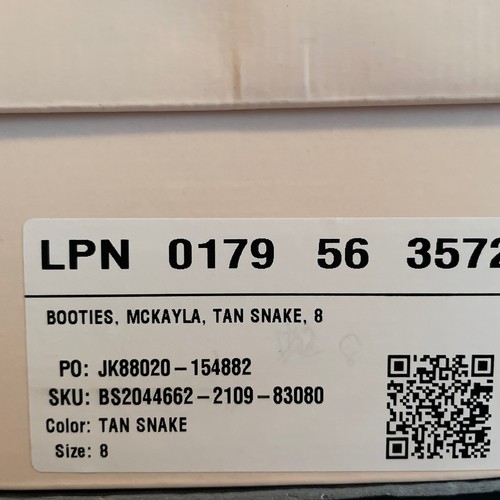 LPN 0179 56 3572
BOOTIES, MCKAYLA, TAN SNAKE, 8
PO: JK88020-154882
SKU: BS2044662-2109-83080
Color: TAN SNAKE
Size: 8